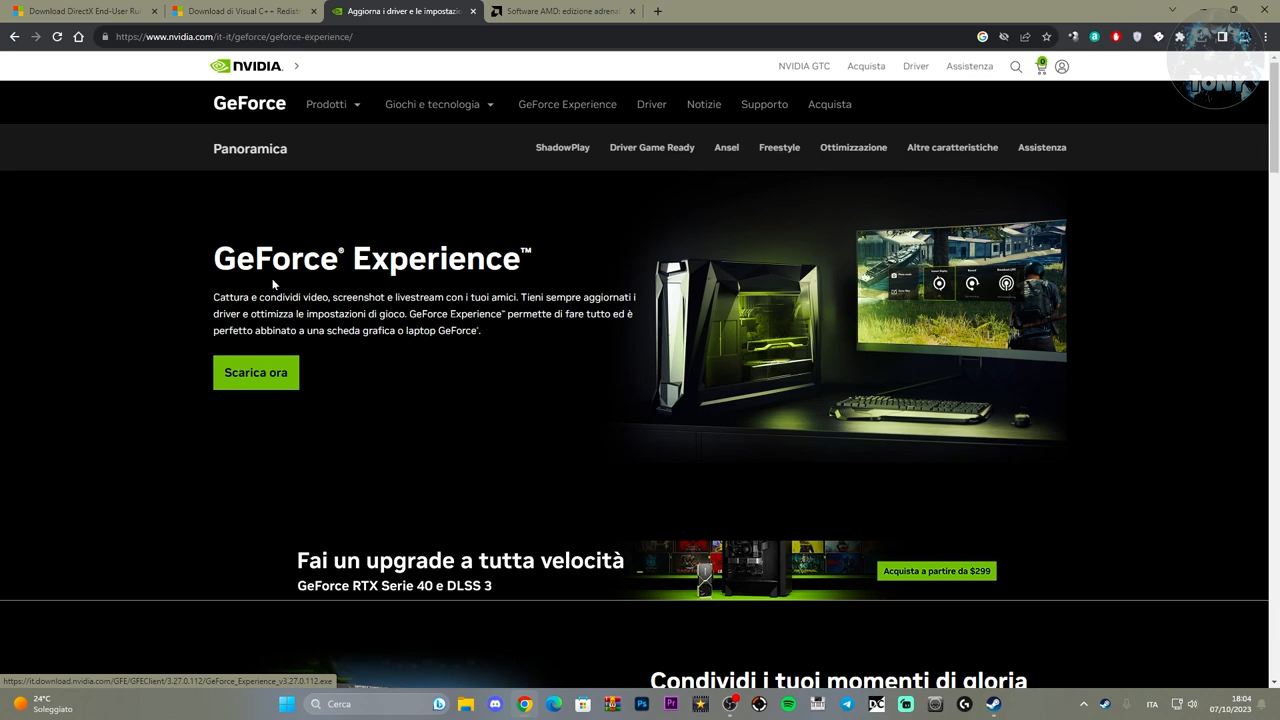 Download DirectX End-User Run
Download di Visual C++ Redistr
Aggiorna i driver e le impostazio
Software AMD: edizione adrenal
https://www.nvidia.com/it-it/geforce/geforce-experience/
NVIDIA.
NVIDIA GTC
Acquista
Driver
Assistenza
0
TONY
GeForce
Prodotti
Giochi e tecnologia
GeForce Experience
Driver
Notizie
Supporto
Acquista
Panoramica
ShadowPlay
Driver Game Ready
Ansel
Freestyle
Ottimizzazione
Altre caratteristiche
Assistenza
GeForce® Experience™
Cattura e condividi video, screenshot e livestream con i tuoi amici. Tieni sempre aggiornati i
driver e ottimizza le impostazioni di gioco. GeForce Experience™ permette di fare tutto ed è
perfetto abbinato a una scheda grafica o laptop GeForce®.
Scarica ora
Fai un upgrade a tutta velocità
GeForce RTX Serie 40 e DLSS 3
Acquista a partire da $299
Condividi i tuoi momenti di gloria
https://it.download.nvidia.com/GFE/GFEClient/3.27.0.112/GeForce_Experience_v3.27.0.112.exe
24°C
Soleggiato
Cerca
ITA
18:04
07/10/2023